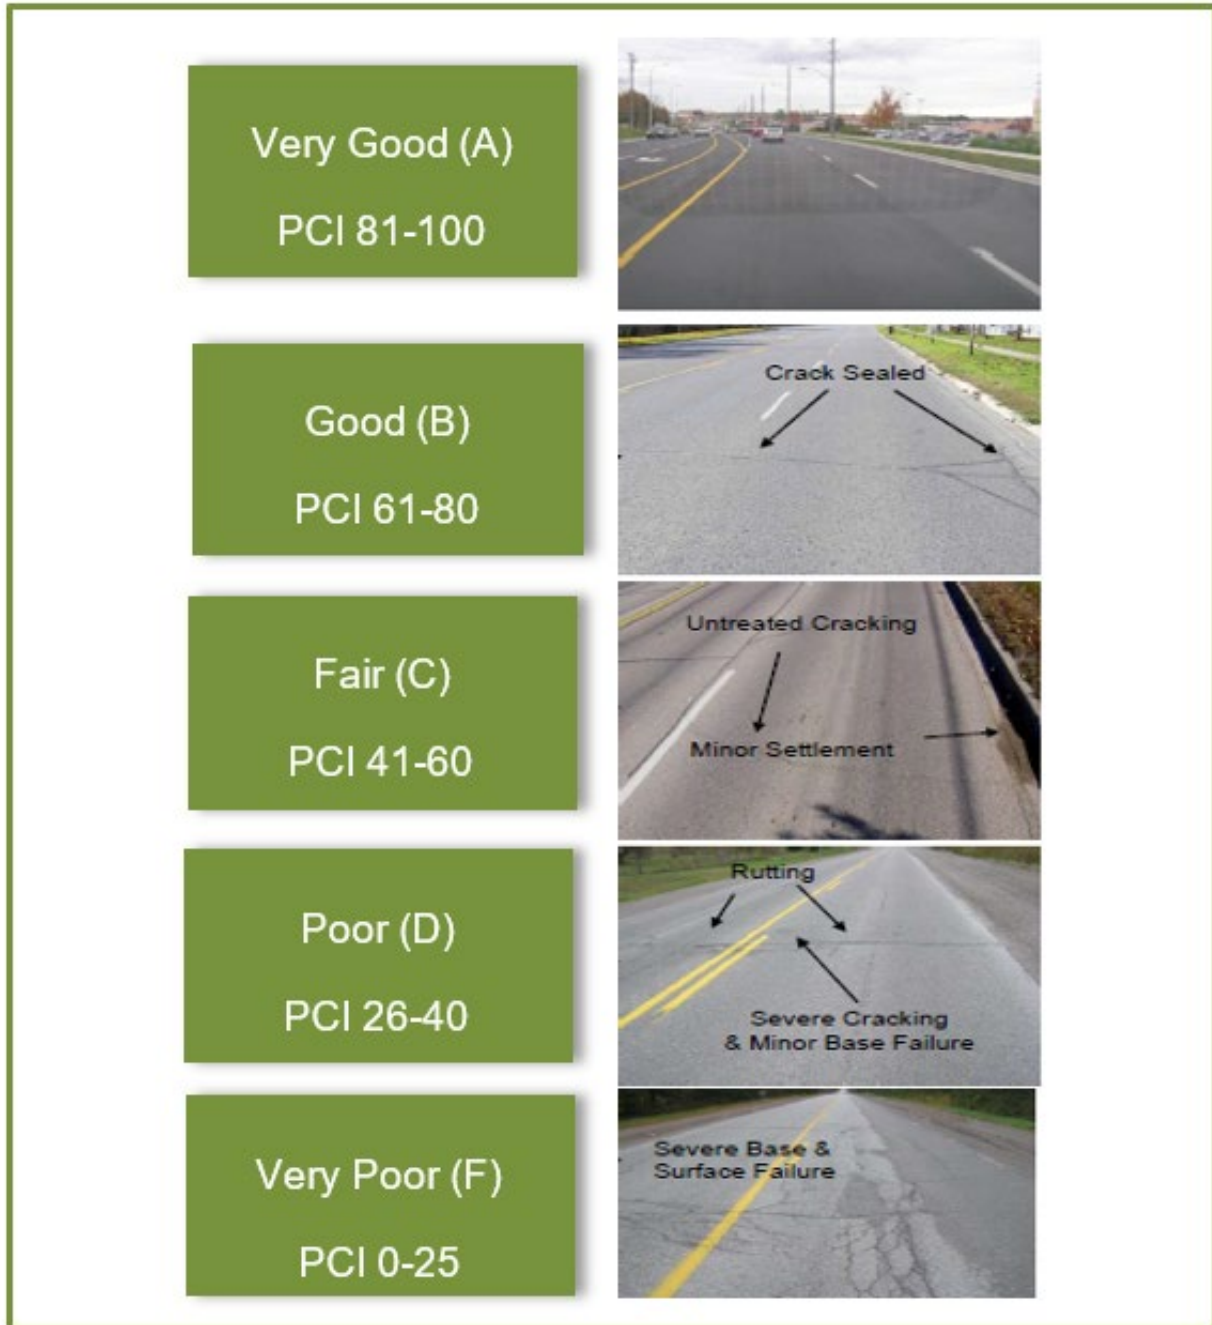 Very Good (A)
PCI 81-100
Good (B)
PCI 61-80
Crack Sealed
Fair (C)
PCI 41-60
Untreated Cracking
Minor Settlement
Poor (D)
PCI 26-40
Rutting
Severe Cracking
& Minor Base Failure
Very Poor (F)
PCI 0-25
Severe Base &
Surface Failure